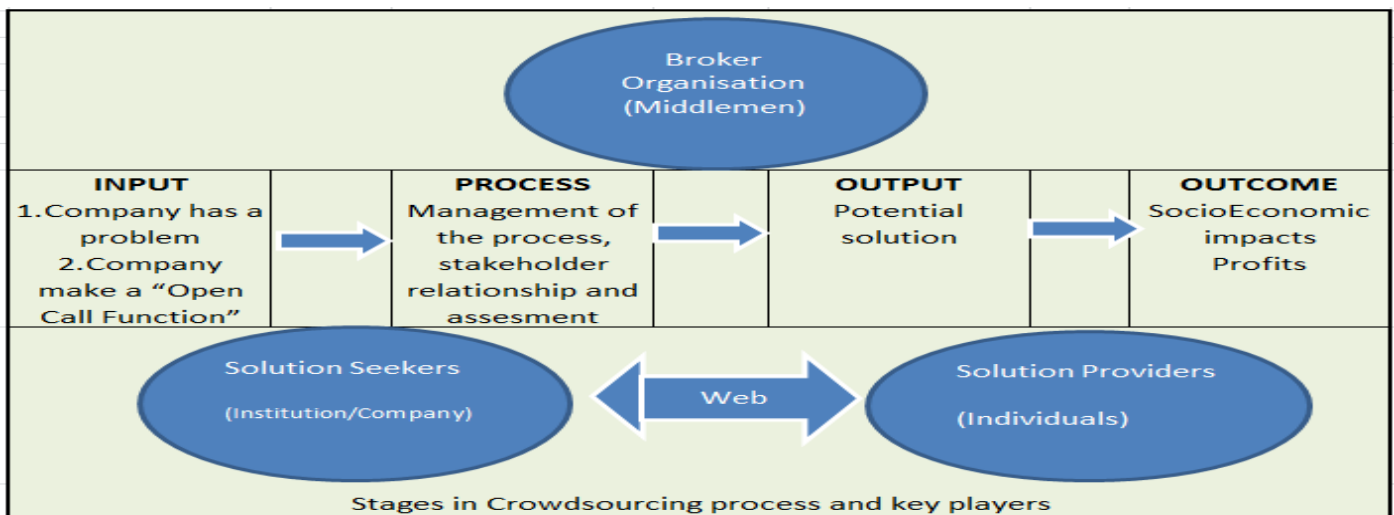 Broker
Organisation
(Middlemen)
INPUT
1.Company has a
problem
2.Company
make a “Open
Call Function”
PROCESS
Management of
the process,
stakeholder
relationship and
assesment
OUTPUT
Potential
solution
OUTCOME
SocioEconomic
impacts
Profits
Solution Seekers
(Institution/Company)
Web
Solution Providers
(Individuals)
Stages in Crowdsourcing process and key players